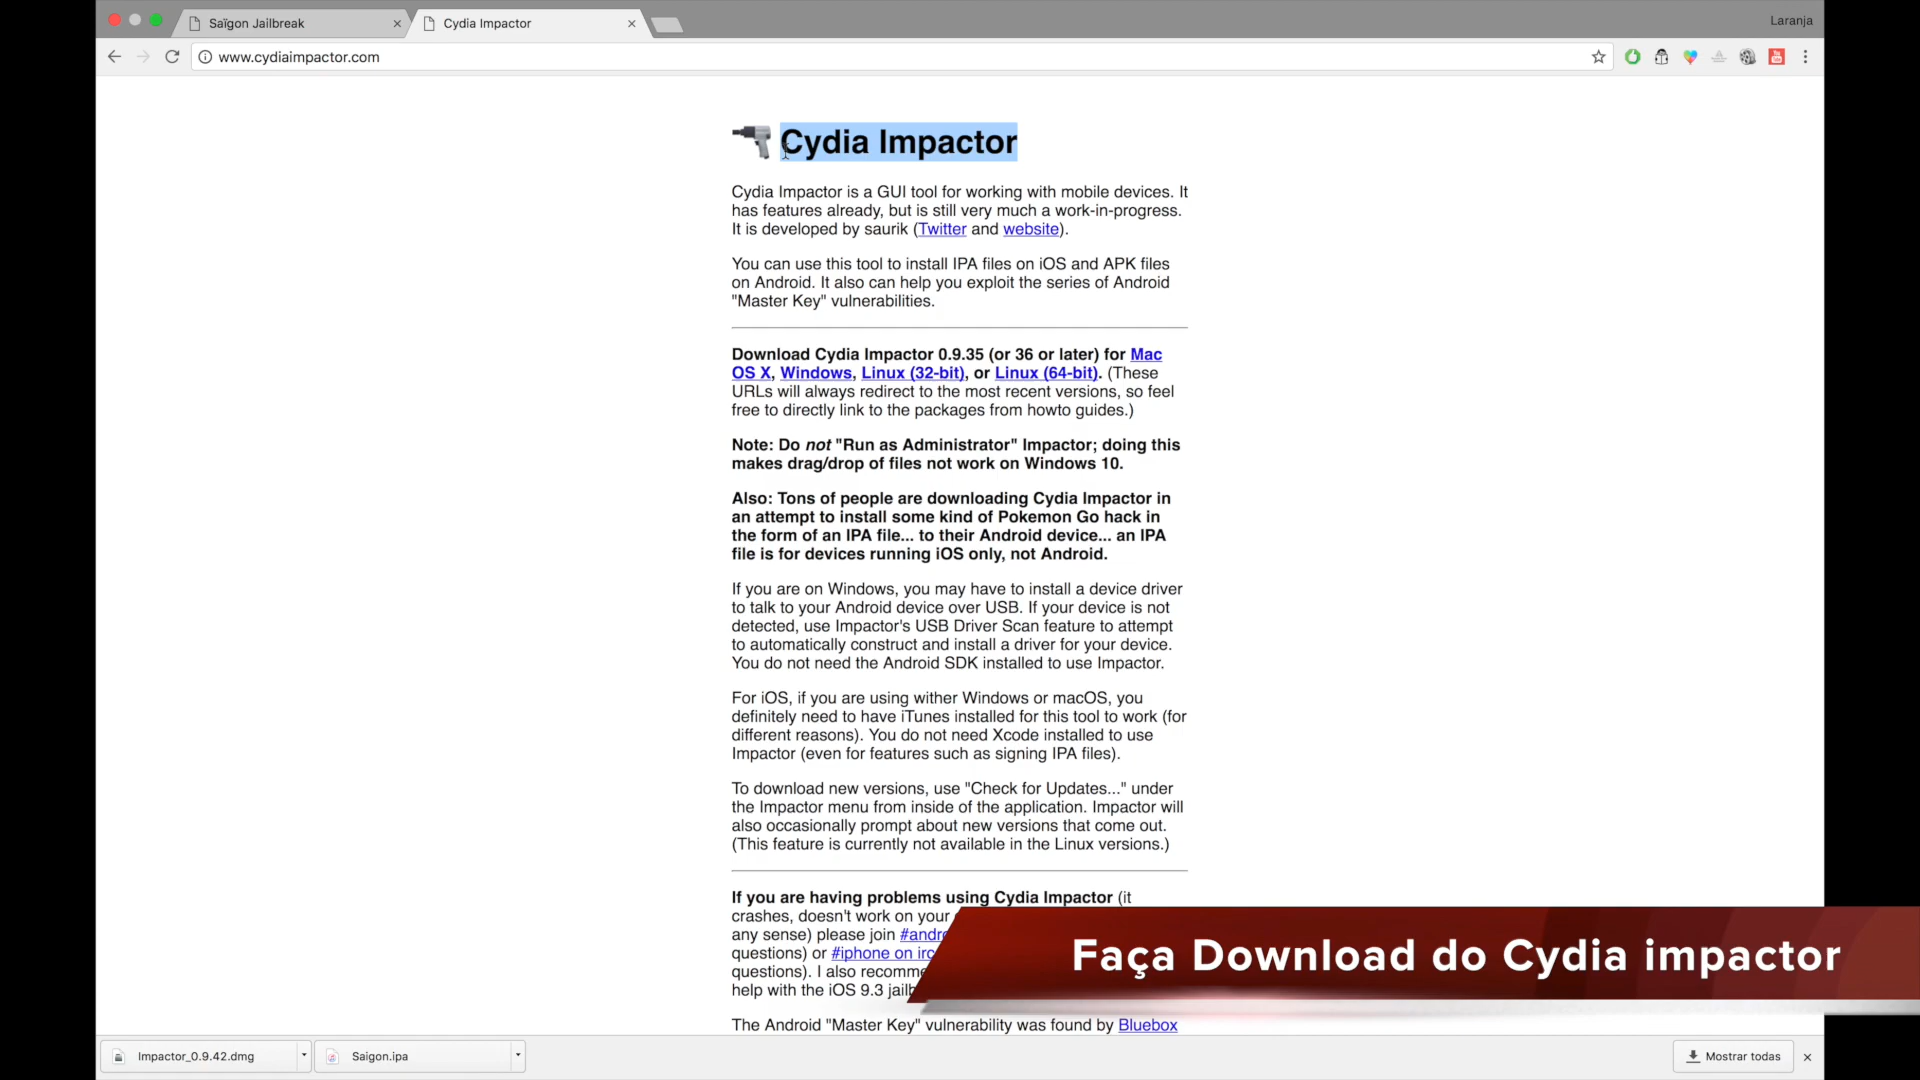 Saïgon Jailbreak
Cydia Impactor
Laranja
www.cydiaimpactor.com
Cydia Impactor
Cydia Impactor is a GUI tool for working with mobile devices. It
has features already, but is still very much a work-in-progress.
It is developed by saurik (Twitter and website).
You can use this tool to install IPA files on iOS and APK files
on Android. It also can help you exploit the series of Android
"Master Key" vulnerabilities.
Download Cydia Impactor 0.9.35 (or 36 or later) for Mac
OS X, Windows, Linux (32-bit), or Linux (64-bit). (These
URLs will always redirect to the most recent versions, so feel
free to directly link to the packages from howto guides.)
Note: Do not "Run as Administrator" Impactor; doing this
makes drag/drop of files not work on Windows 10.
Also: Tons of people are downloading Cydia Impactor in
an attempt to install some kind of Pokemon Go hack in
the form of an IPA file... to their Android device... an IPA
file is for devices running iOS only, not Android.
If you are on Windows, you may have to install a device driver
to talk to your Android device over USB. If your device is not
detected, use Impactor's USB Driver Scan feature to attempt
to automatically construct and install a driver for your device.
You do not need the Android SDK installed to use Impactor.
For iOS, if you are using wither Windows or macOS, you
definitely need to have iTunes installed for this tool to work (for
different reasons). You do not need Xcode installed to use
Impactor (even for features such as signing IPA files).
To download new versions, use "Check for Updates..." under
the Impactor menu from inside of the application. Impactor will
also occasionally prompt about new versions that come out.
(This feature is currently not available in the Linux versions.)
If you are having problems using Cydia Impactor (it
crashes, doesn't work on your
any sense) please join #andro
questions) or #iphone on irc
questions). I also recomme
help with the iOS 9.3 jailb
The Android "Master Key" vulnerability was found by Bluebox
Faça Download do Cydia impactor
Impactor_0.9.42.dmg
Saigon.ipa
Mostrar todas